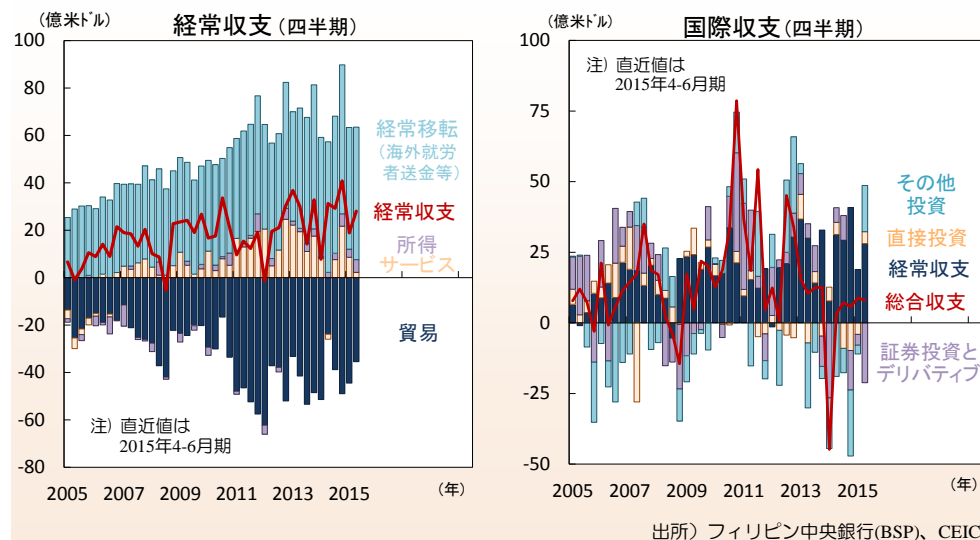 (億米ドル)
経常収支(四半期)
100
80
60
40
20
0
-20
-40
-60
-80
経常移転
(海外就労
者送金等)
経常収支
所得
サービス
貿易
注) 直近値は
2015年4-6月期
2005 2007 2009 2011 2013 2015
(年)
(億米ドル)
国際収支(四半期)
100
75
50
25
0
-25
-50
注) 直近値は
2015年4-6月期
その他
投資
直接投資
経常収支
総合収支
証券投資と
デリバティブ
2005 2007 2009 2011 2013 2015
(年)
出所）フィリピン中央銀行(BSP)、CEIC